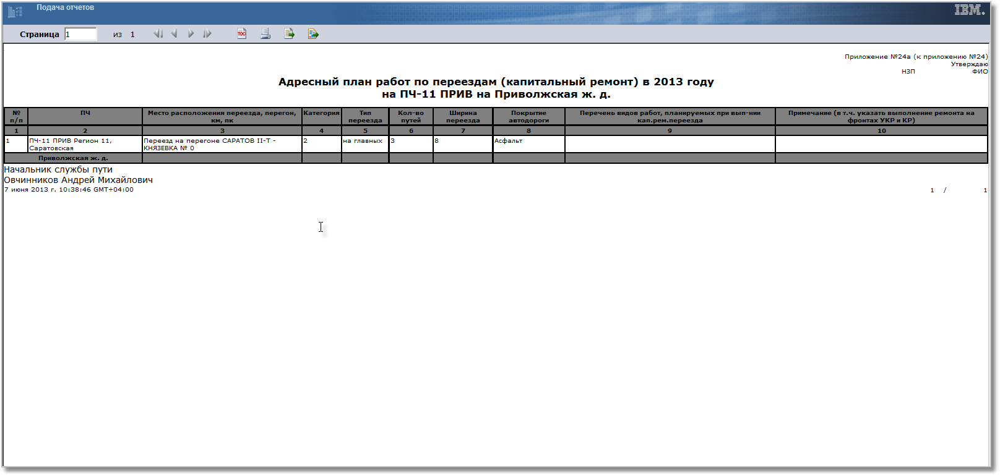 Подача отчетов
IBM.
Страница 1 из 1
TOC
Приложение №24а (к приложению №24)
Утверждаю
НЗП ФИО
Адресный план работ по переездам (капитальный ремонт) в 2013 году
на ПЧ-11 ПРИВ на Приволжская ж. д.
№ п/п ПЧ Место расположения переезда, перегон, км, пк Категория Тип переезда Кол-во путей Ширина переезда Покрытие автодороги Перечень видов работ, планируемых при вып-нии кап.рем.переезда Примечание (в т.ч. указать выполнение ремонта на фронтах УКР и КР)
1 2 3 4 5 6 7 8 9 10
1 ПЧ-11 ПРИВ Регион 11, Саратовская Переезд на перегоне САРАТОВ II-Т - КНЯЗЕВКА № 0 2 на главных 3 8 Асфальт
Приволжская ж. д.
Начальник службы пути
Овчинников Андрей Михайлович
7 июня 2013 г. 10:38:46 GMT+04:00 1 / 1